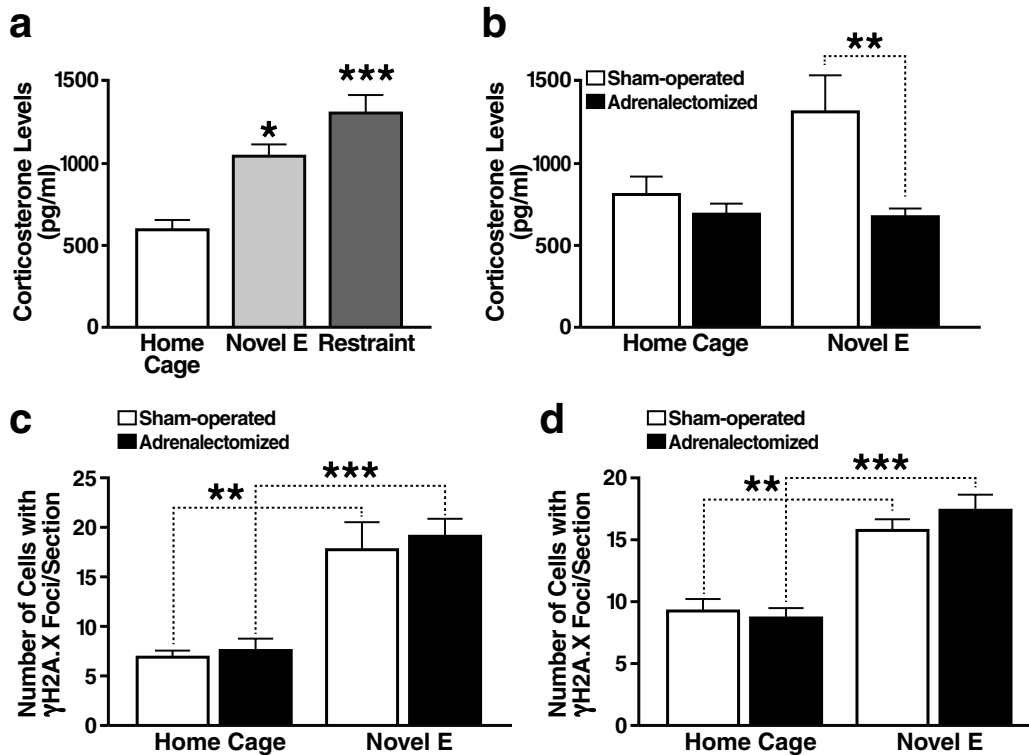 a
Corticosterone Levels
(pg/ml)
1500
1000
500
0
*
***
Home
Cage
Novel E
Restraint
b
Corticosterone Levels
(pg/ml)
1500
1000
500
0
Sham-operated
Adrenalectomized
**
Home Cage
Novel E
c
Sham-operated
Adrenalectomized
Number of Cells with
γH2A.X Foci/Section
25
20
15
10
5
0
**
***
Home Cage
Novel E
d
Sham-operated
Adrenalectomized
Number of Cells with
γH2A.X Foci/Section
20
15
10
5
0
**
***
Home Cage
Novel E